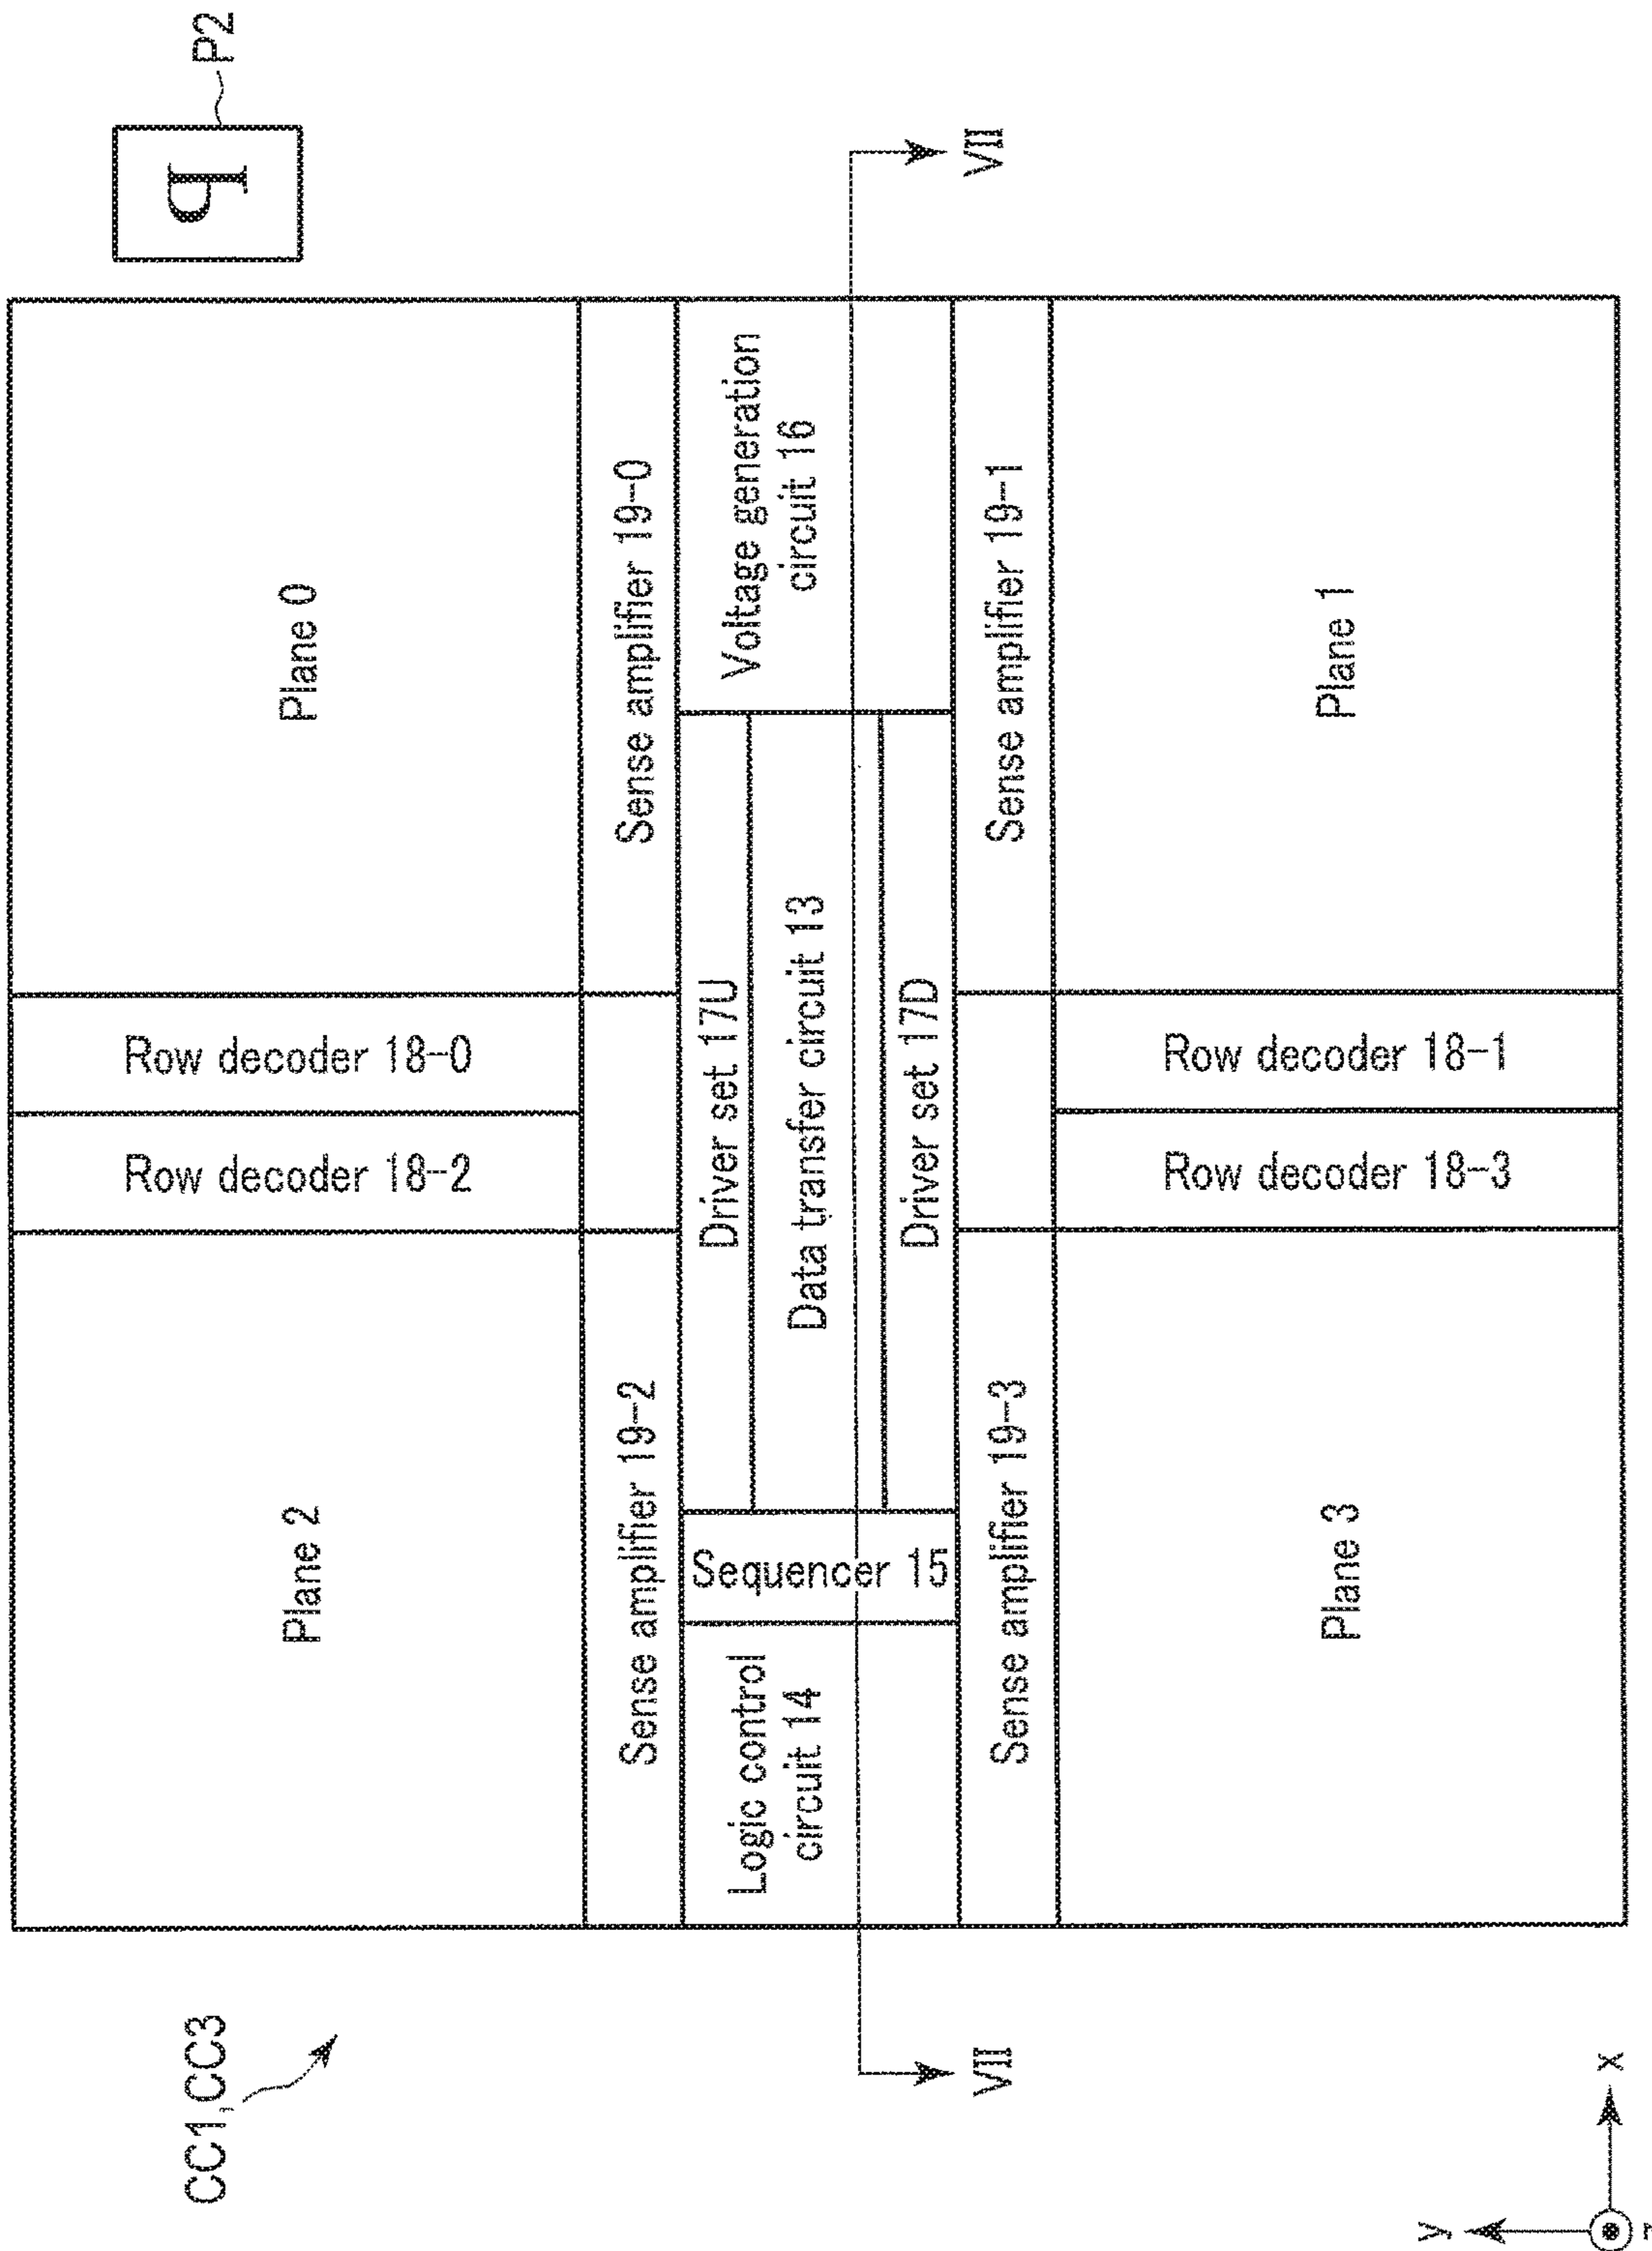 CC1,CC3
ꟼ
P2
Plane 2
Row decoder 18-2
Row decoder 18-0
Plane 0
Sense amplifier 19-2
Sense amplifier 19-0
Logic control
circuit 14
Sequencer 15
Driver set 17U
Data transfer circuit 13
Driver set 17D
Voltage generation
circuit 16
VII
VII
Sense amplifier 19-3
Sense amplifier 19-1
Plane 3
Row decoder 18-3
Row decoder 18-1
Plane 1
y
x